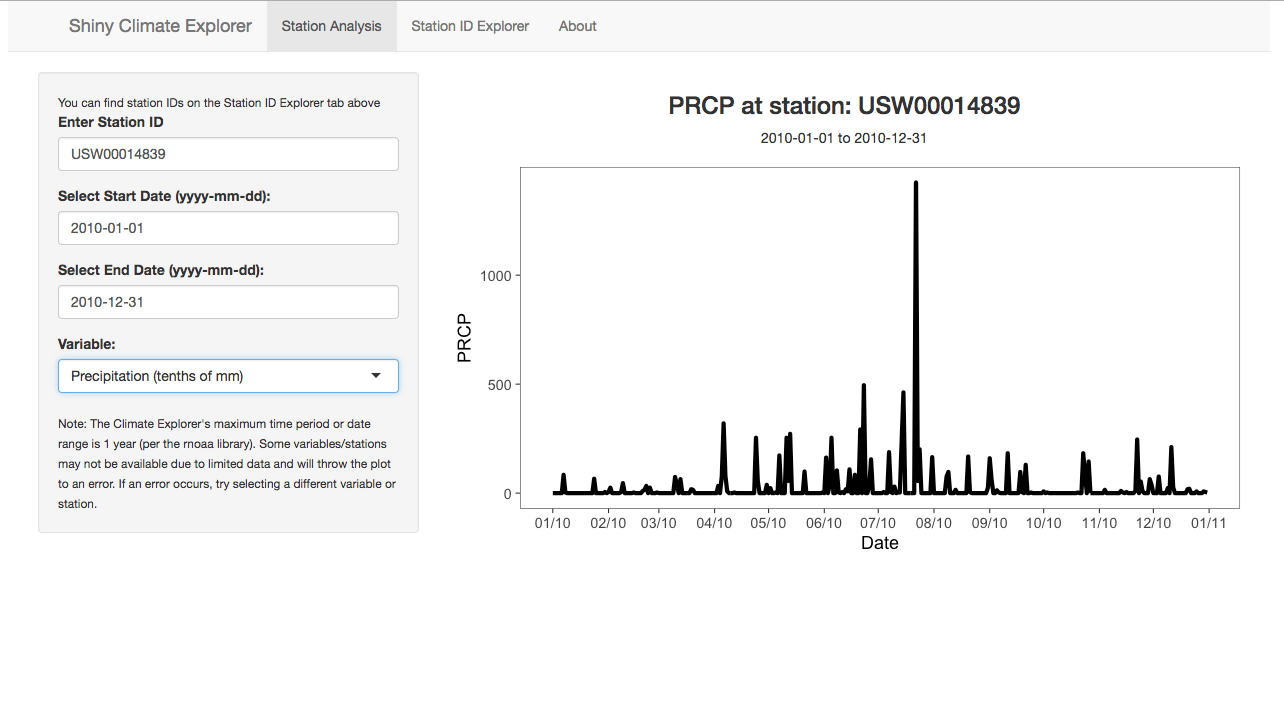 Shiny Climate Explorer
Station Analysis
Station ID Explorer
About
You can find station IDs on the Station ID Explorer tab above
Enter Station ID
USW00014839
Select Start Date (yyyy-mm-dd):
2010-01-01
Select End Date (yyyy-mm-dd):
2010-12-31
Variable:
Precipitation (tenths of mm)
Note: The Climate Explorer's maximum time period or date
range is 1 year (per the rnoaa library). Some variables/stations
may not be available due to limited data and will throw the plot
to an error. If an error occurs, try selecting a different variable or
station.
PRCP at station: USW00014839
2010-01-01 to 2010-12-31
PRCP
1000
500
0
01/10 02/10 03/10 04/10 05/10 06/10 07/10 08/10 09/10 10/10 11/10 12/10 01/11
Date